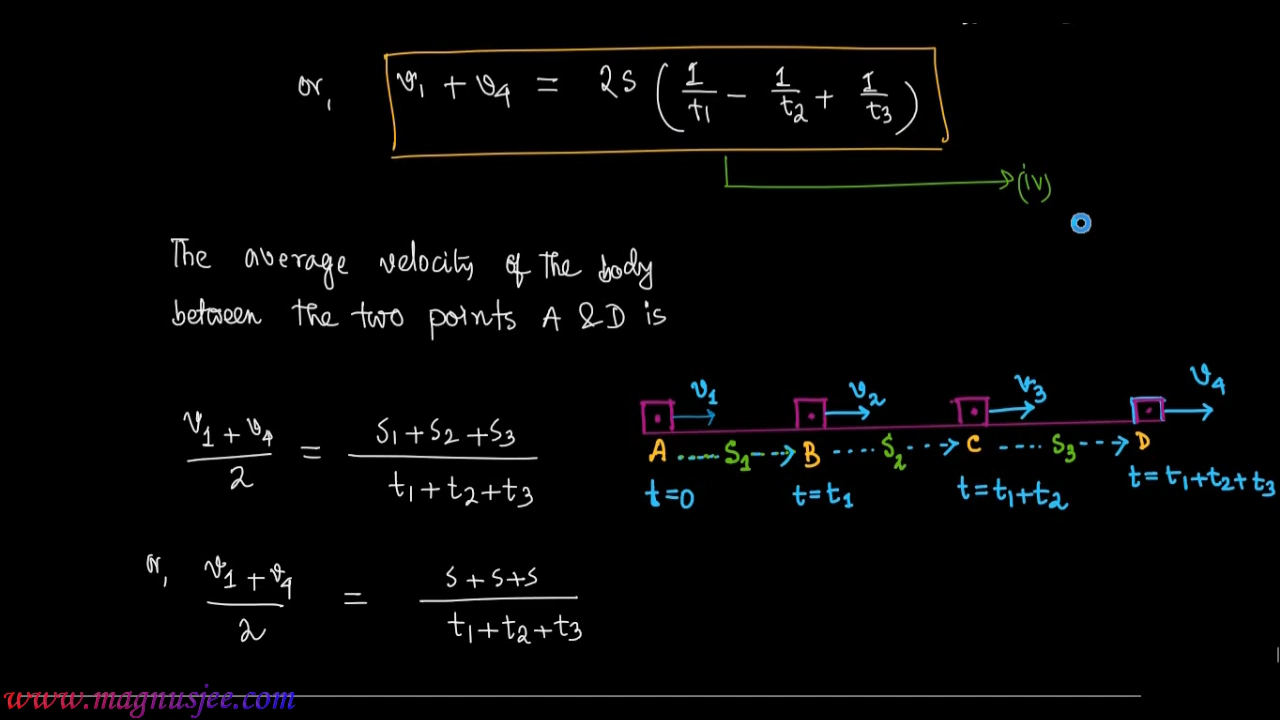 or, v1 + v4 = 2s ( 1/t1 - 1/t2 + 1/t3 )
(iv)
The average velocity of the body
between the two points A & D is
(v1 + v4)/2 = (s1 + s2 + s3)/(t1 + t2 + t3)
v1 v2 v3 v4
A S1 B S2 C S3 D
t=0 t=t1 t=t1+t2 t=t1+t2+t3
or, (v1 + v4)/2 = (s + s + s)/(t1 + t2 + t3)
www.magnusjee.com